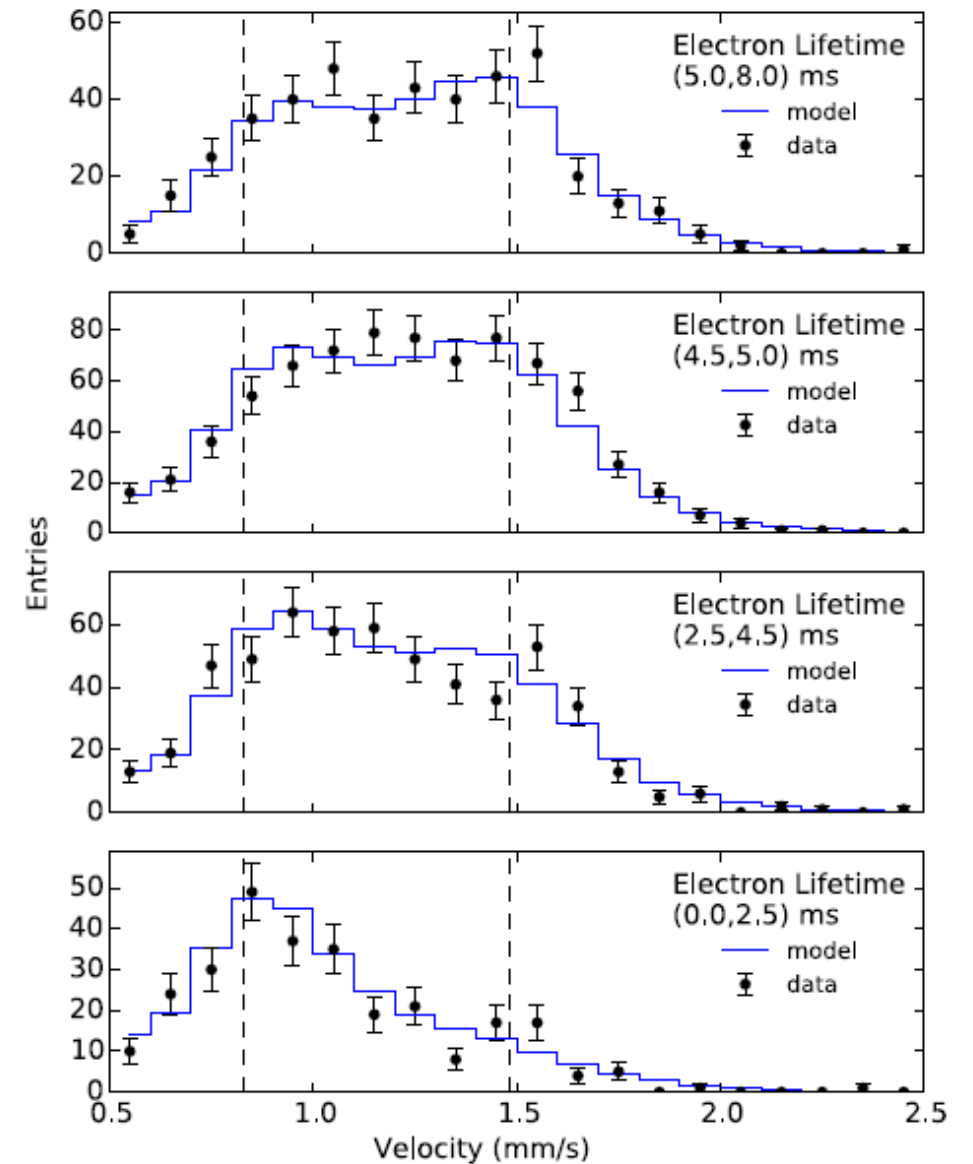 60
40
20
0
Electron Lifetime
(5.0,8.0) ms
model
data
80
60
40
20
0
Electron Lifetime
(4.5,5.0) ms
model
data
Entries
60
40
20
0
Electron Lifetime
(2.5,4.5) ms
model
data
50
40
30
20
10
0
Electron Lifetime
(0.0,2.5) ms
model
data
0.5 1.0 1.5 2.0 2.5
Velocity (mm/s)